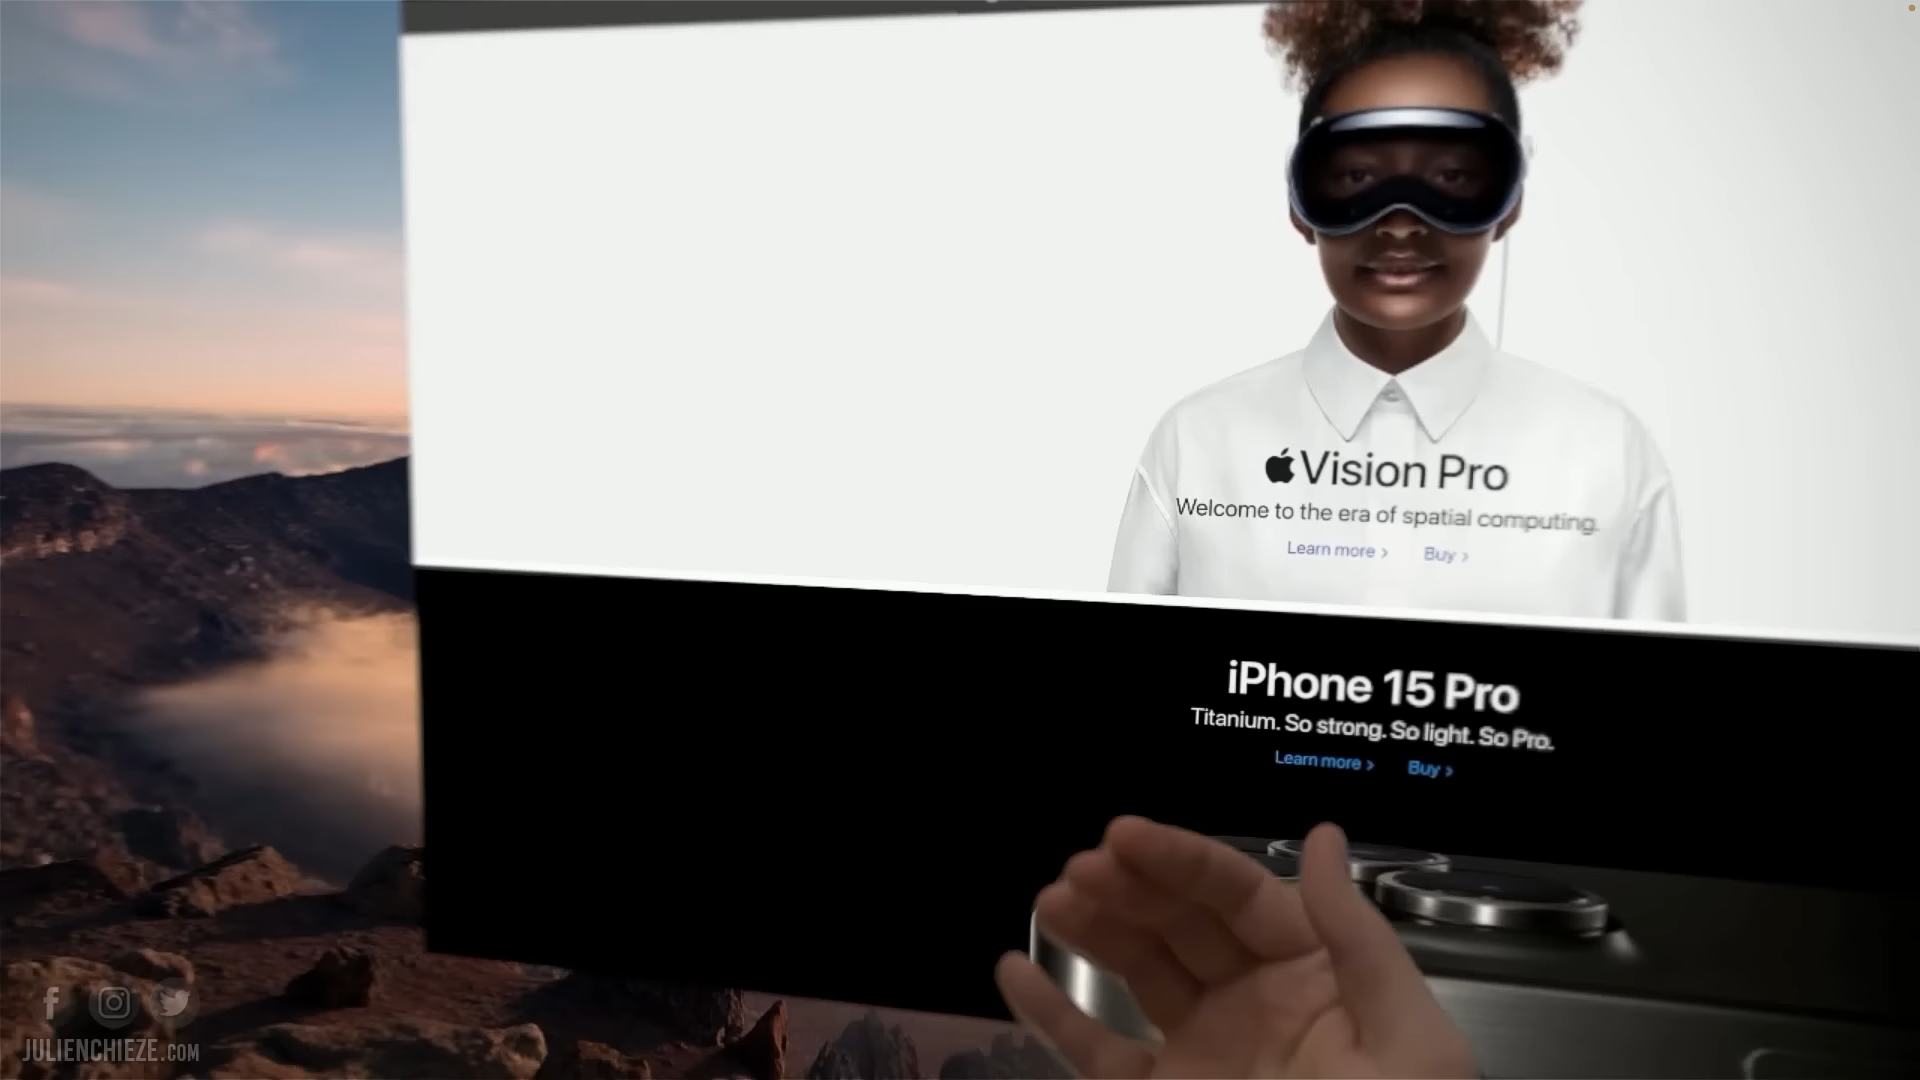 Vision Pro
Welcome to the era of spatial computing.
Learn more > Buy >
iPhone 15 Pro
Titanium. So strong. So light. So Pro.
Learn more > Buy >
JULIENCHIEZE.COM